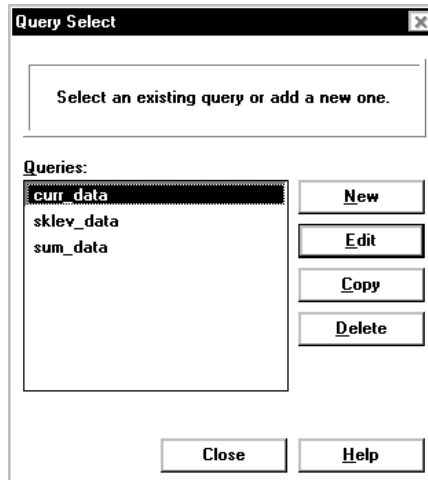 Query Select
Select an existing query or add a new one.
Queries:
curr_data
sklev_data
sum_data
New
Edit
Copy
Delete
Close
Help